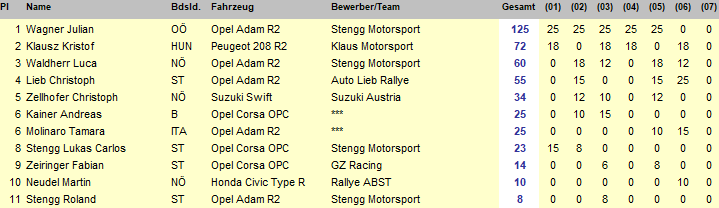 Pl Name Bdsld. Fahrzeug Bewerber/Team Gesamt (01) (02) (03) (04) (05) (06) (07)
1 Wagner Julian OÖ Opel Adam R2 Stengg Motorsport 125 25 25 25 25 25 0 0
2 Klausz Kristof HUN Peugeot 208 R2 Klaus Motorsport 72 18 0 18 18 0 18 0
3 Waldherr Luca NÖ Opel Adam R2 Stengg Motorsport 60 0 18 12 0 18 12 0
4 Lieb Christoph ST Opel Adam R2 Auto Lieb Rallye 55 0 15 0 0 15 25 0
5 Zellhofer Christoph NÖ Suzuki Swift Suzuki Austria 34 0 12 10 0 12 0 0
6 Kainer Andreas B Opel Corsa OPC *** 25 0 10 15 0 0 0 0
6 Molinaro Tamara ITA Opel Adam R2 *** 25 0 0 0 0 10 15 0
8 Stengg Lukas Carlos ST Opel Corsa OPC Stengg Motorsport 23 15 8 0 0 0 0 0
9 Zeiringer Fabian ST Opel Corsa OPC GZ Racing 14 0 0 6 0 8 0 0
10 Neudel Martin NÖ Honda Civic Type R Rallye ABST 10 0 0 0 0 0 10 0
11 Stengg Roland ST Opel Adam R2 Stengg Motorsport 8 0 0 8 0 0 0 0